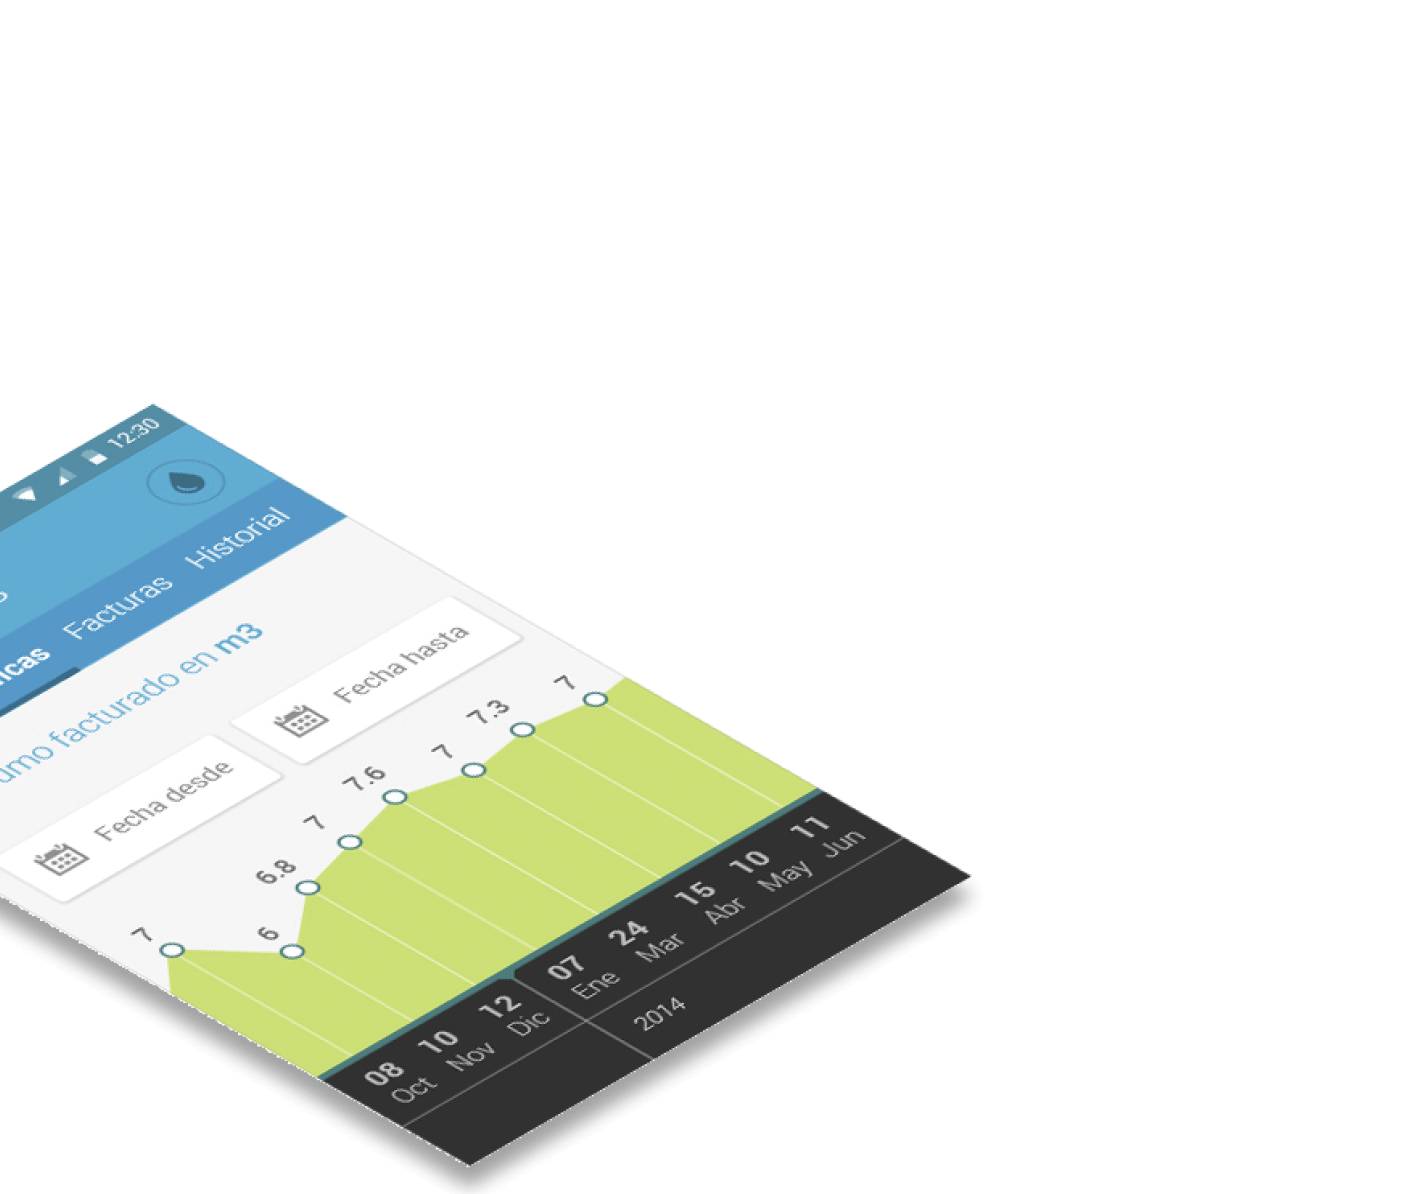 12:30
Facturas Historial
facturado en m3
Fecha desde Fecha hasta
7 6 6.8 7 7.6 7 7.3 7
08 10 12 07 24 15 10 11
Oct Nov Dic Ene Mar Abr May Jun
2014